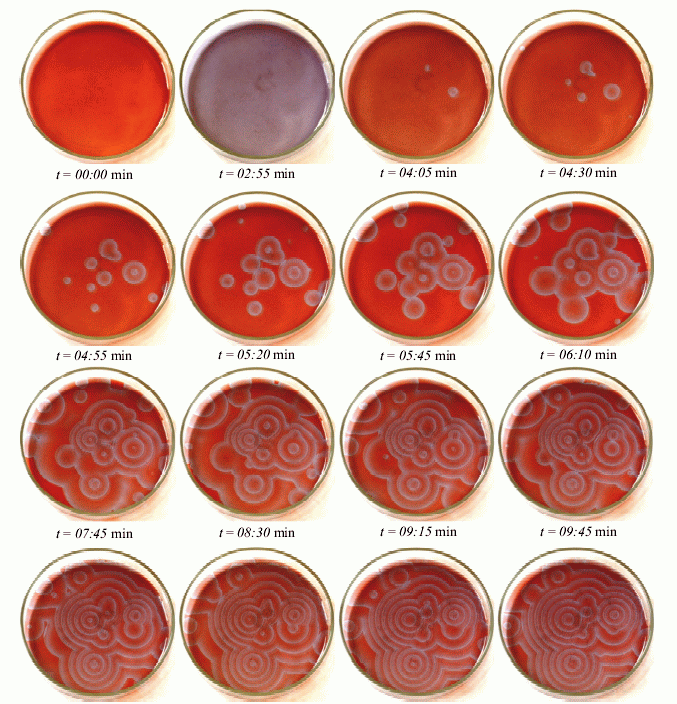 t = 00:00 min t = 02:55 min t = 04:05 min t = 04:30 min
t = 04:55 min t = 05:20 min t = 05:45 min t = 06:10 min
t = 07:45 min t = 08:30 min t = 09:15 min t = 09:45 min